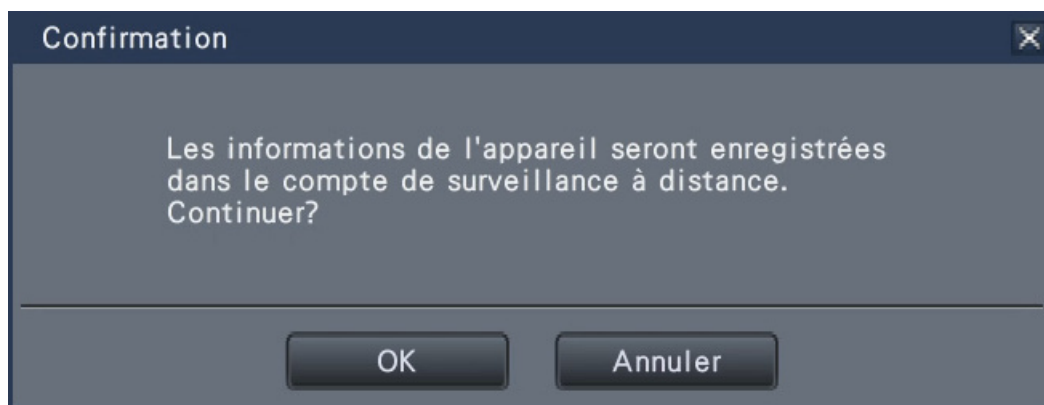 Confirmation
Les informations de l'appareil seront enregistrées
dans le compte de surveillance à distance.
Continuer?
OK
Annuler